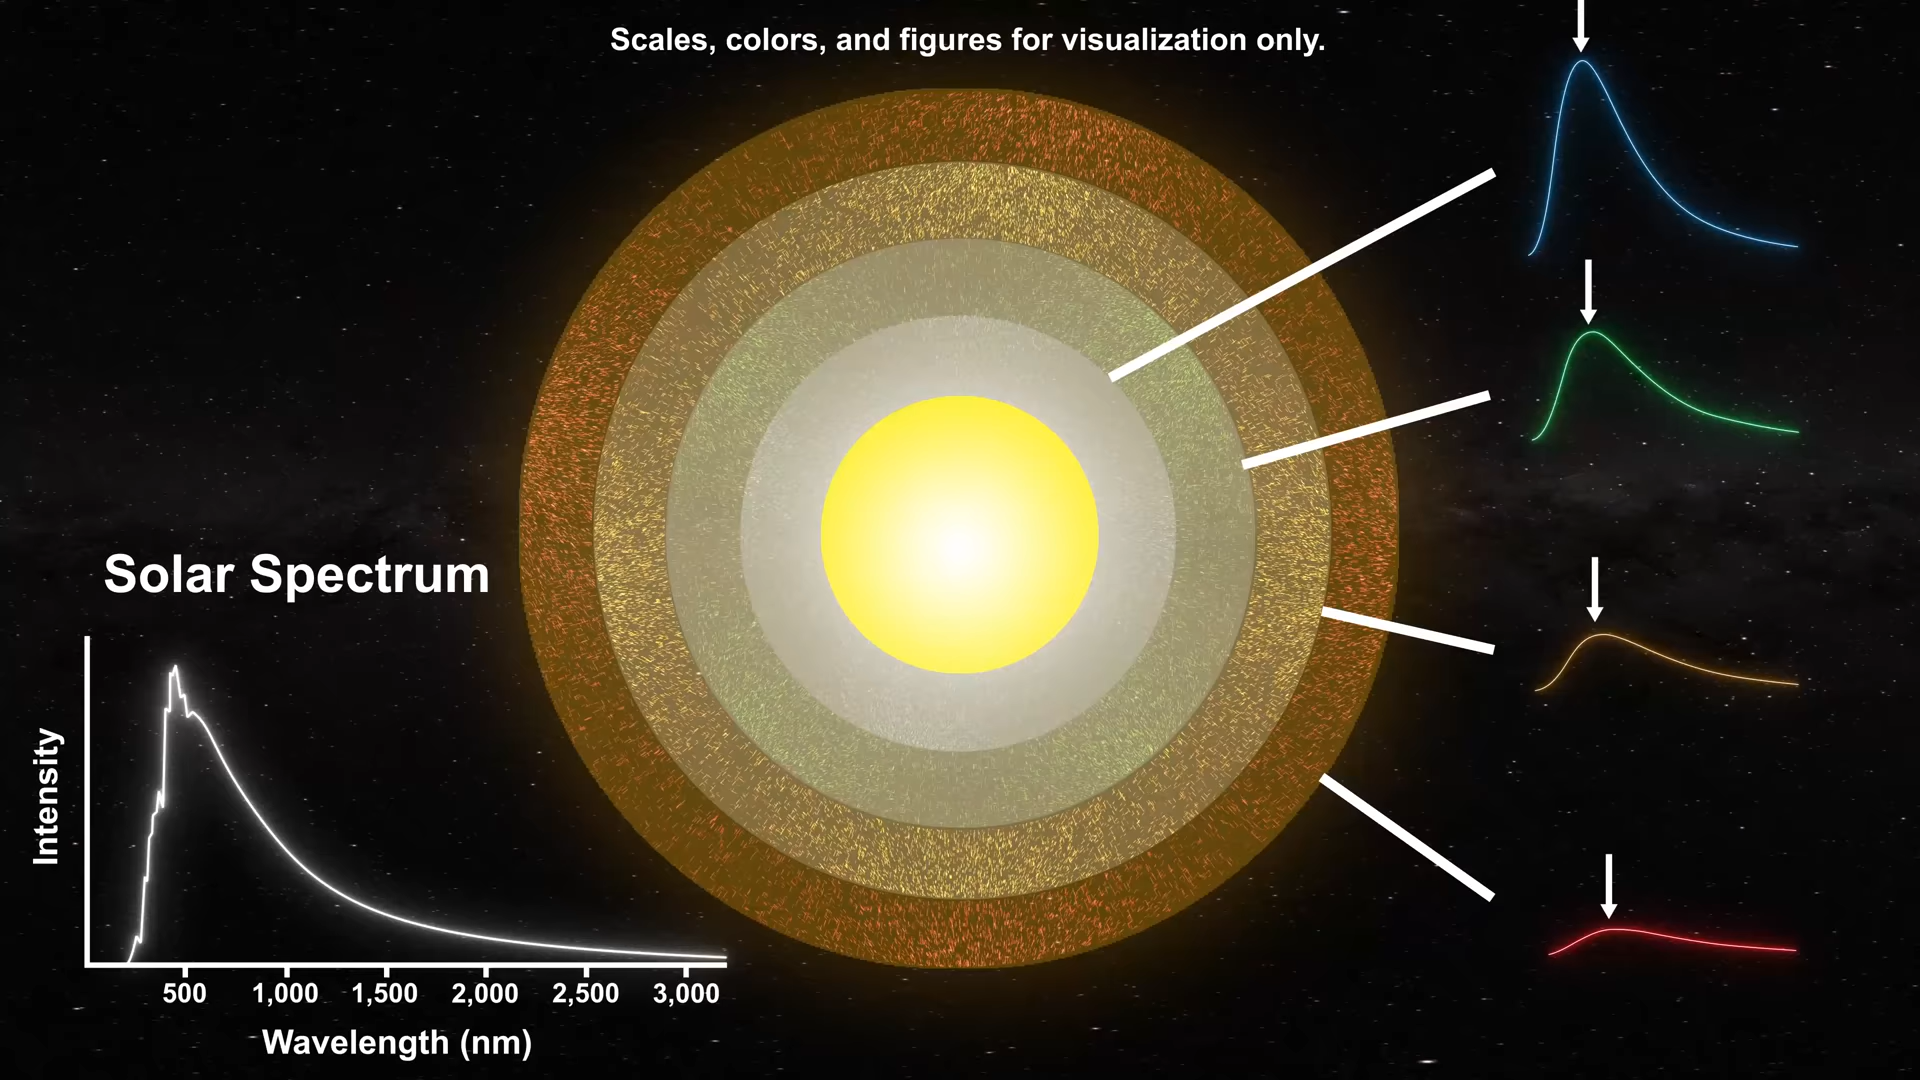 Scales, colors, and figures for visualization only.
Solar Spectrum
Intensity
500 1,000 1,500 2,000 2,500 3,000
Wavelength (nm)